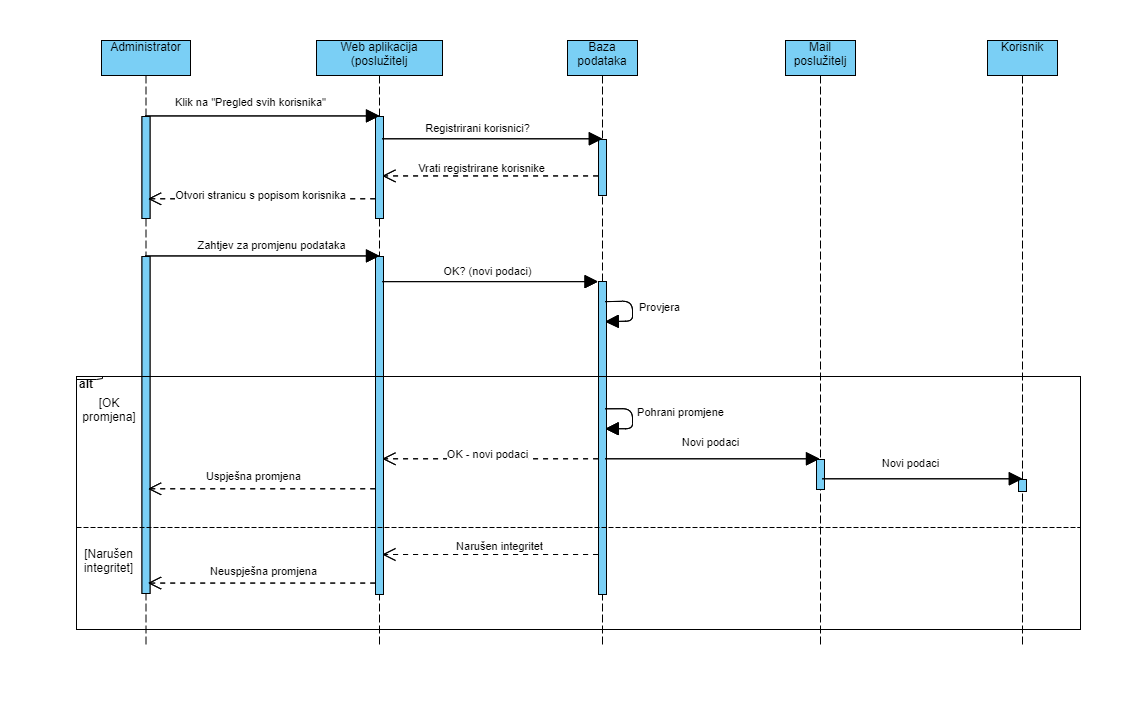 Administrator
Web aplikacija
(poslužitelj
Baza
podataka
Mail
poslužitelj
Korisnik
Klik na "Pregled svih korisnika"
Registrirani korisnici?
Vrati registrirane korisnike
Otvori stranicu s popisom korisnika
Zahtjev za promjenu podataka
OK? (novi podaci)
Provjera
alt
[OK
promjena]
Pohrani promjene
Novi podaci
OK - novi podaci
Novi podaci
Uspješna promjena
[Narušen
integritet]
Narušen integritet
Neuspješna promjena